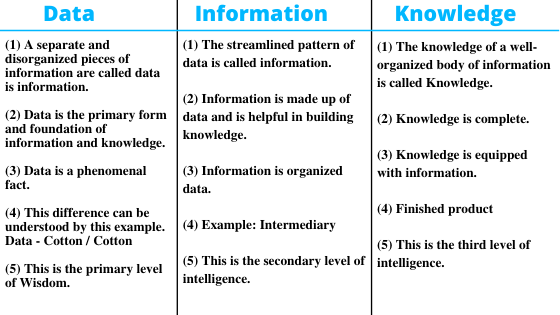 Data
(1) A separate and
disorganized pieces of
information are called data
is information.
(2) Data is the primary form
and foundation of
information and knowledge.
(3) Data is a phenomenal
fact.
(4) This difference can be
understood by this example.
Data - Cotton / Cotton
(5) This is the primary level
of Wisdom.
Information
(1) The streamlined pattern of
data is called information.
(2) Information is made up of
data and is helpful in building
knowledge.
(3) Information is organized
data.
(4) Example: Intermediary
(5) This is the secondary level of
intelligence.
Knowledge
(1) The knowledge of a well-
organized body of information
is called Knowledge.
(2) Knowledge is complete.
(3) Knowledge is equipped
with information.
(4) Finished product
(5) This is the third level of
intelligence.